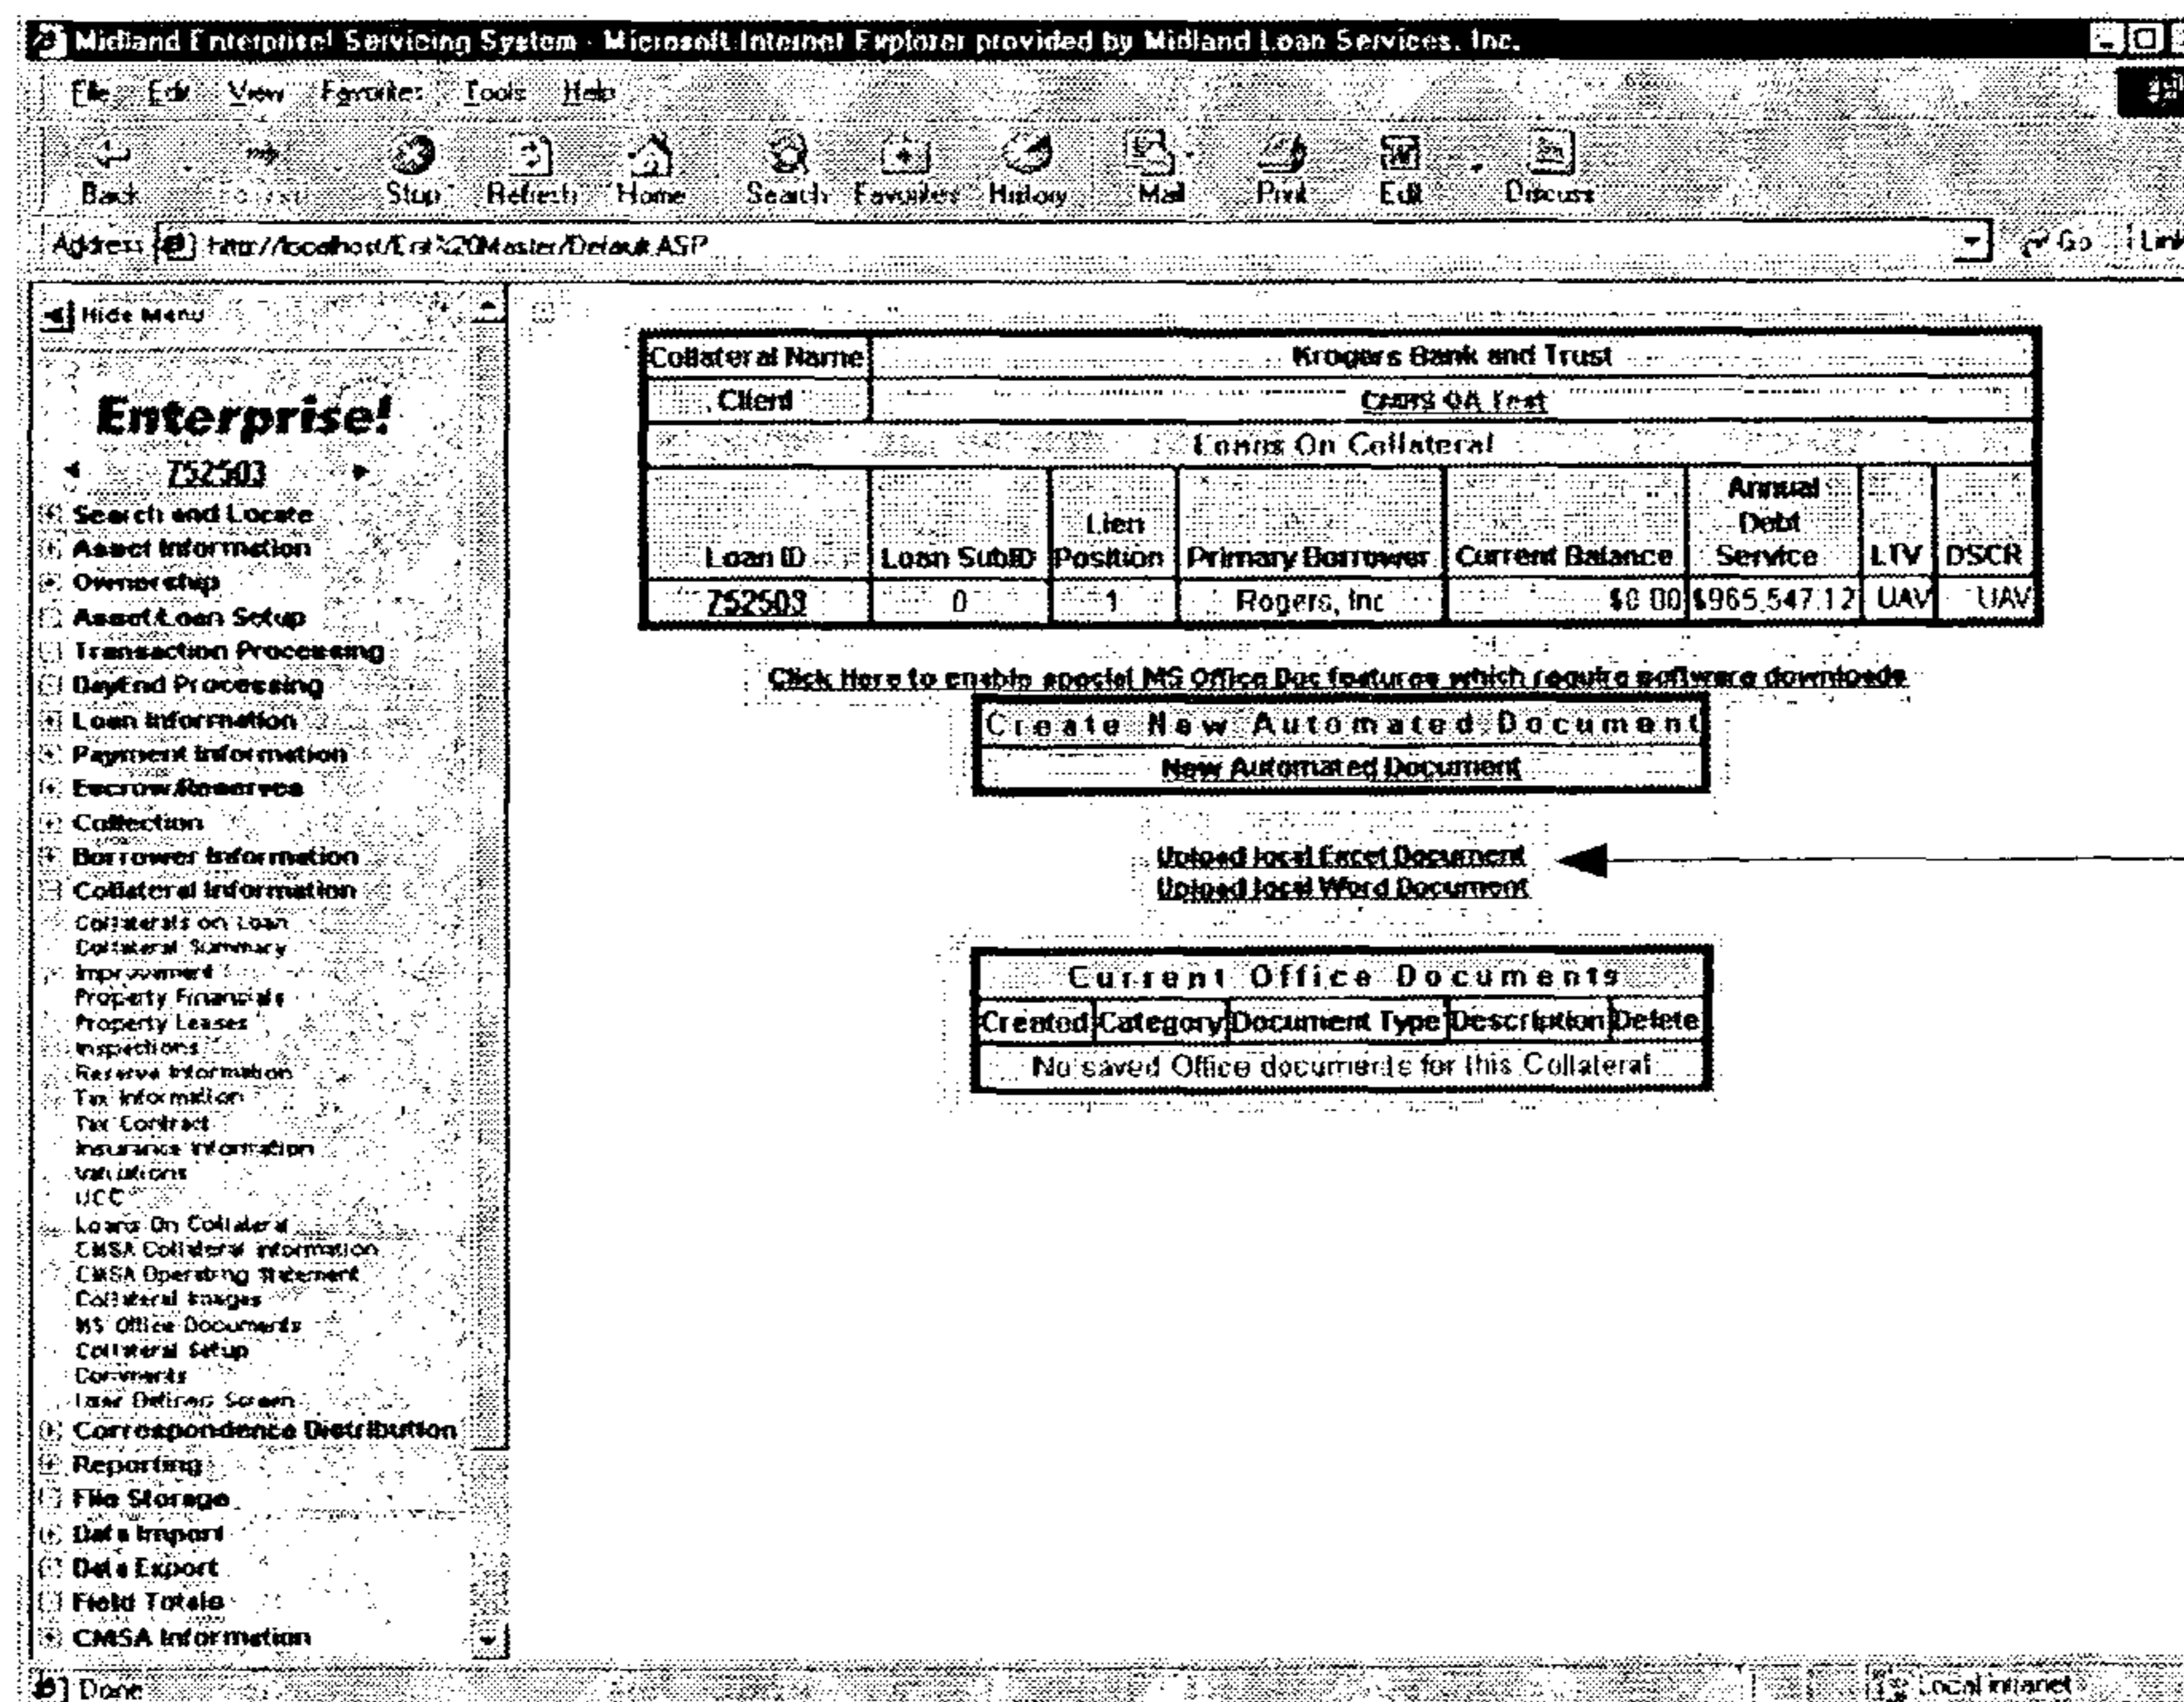 Midland Enterprise! Servicing System - Microsoft Internet Explorer provided by Midland Loan Services, Inc.
File Edit View Favorites Tools Help
Back Stop Refresh Home Search Favorites History Mail Print Edit Discuss
Address http://localhost/Ent%20Master/Default.ASP Go Link
Hide Menu
Enterprise!
752503
Search and Locate
Asset Information
Ownership
Asset/Loan Setup
Transaction Processing
DayEnd Processing
Loan Information
Payment Information
Escrow/Reserves
Collection
Borrower Information
Collateral Information
Collaterals on Loan
Collateral Summary
Improvement
Property Financials
Property Leases
Inspections
Reserve Information
Tax Information
Tax Contract
Insurance Information
Valuations
UCC
Loans On Collateral
CMSA Collateral Information
CMSA Operating Statement
Collateral Images
MS Office Documents
Collateral Setup
Comments
User Defined Screen
Correspondence Distribution
Reporting
File Storage
Data Import
Data Export
Field Totals
CMSA Information
Collateral Name Krogers Bank and Trust
Client CMBS QA Test
Loans On Collateral
Loan ID Loan SubID Lien Position Primary Borrower Current Balance Annual Debt Service LTV DSCR
752503 0 1 Rogers, Inc $0.00 $965,547.12 UAV UAV
Click Here to enable special MS Office Doc features which require software downloads
Create New Automated Document
New Automated Document
Upload local Excel Document
Upload local Word Document
Current Office Documents
Created Category Document Type Description Delete
No saved Office documents for this Collateral
Done Local intranet